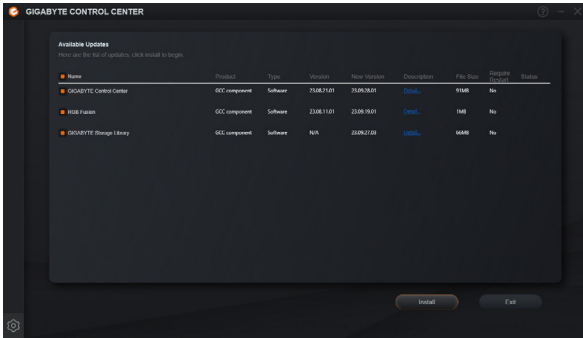 GIGABYTE CONTROL CENTER
Available Updates
Here are the list of updates, click install to begin.
Name Product Type Version New Version Description File Size Require Restart Status
GIGABYTE Control Center GCC component Software 23.08.21.01 23.09.28.01 Detail... 91MB No
RGB Fusion GCC component Software 23.08.11.01 23.09.19.01 Detail... 1MB No
GIGABYTE Storage Library GCC component Software N/A 23.09.27.03 Detail... 66MB No
Install Exit